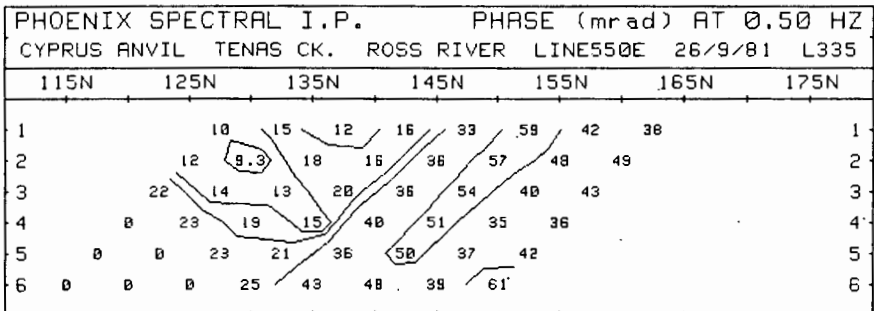 PHOENIX SPECTRAL I.P. PHASE (mrad) AT 0.50 HZ
CYPRUS ANVIL TENAS CK. ROSS RIVER LINE550E 26/9/81 L335
115N 125N 135N 145N 155N 165N 175N
1 10 15 12 16 33 59 42 38 1
2 12 9.3 18 16 36 57 48 49 2
3 22 14 13 20 36 54 40 43 3
4 0 23 19 15 40 51 35 36 4
5 0 0 23 21 36 50 37 42 5
6 0 0 0 25 43 48 39 61 6